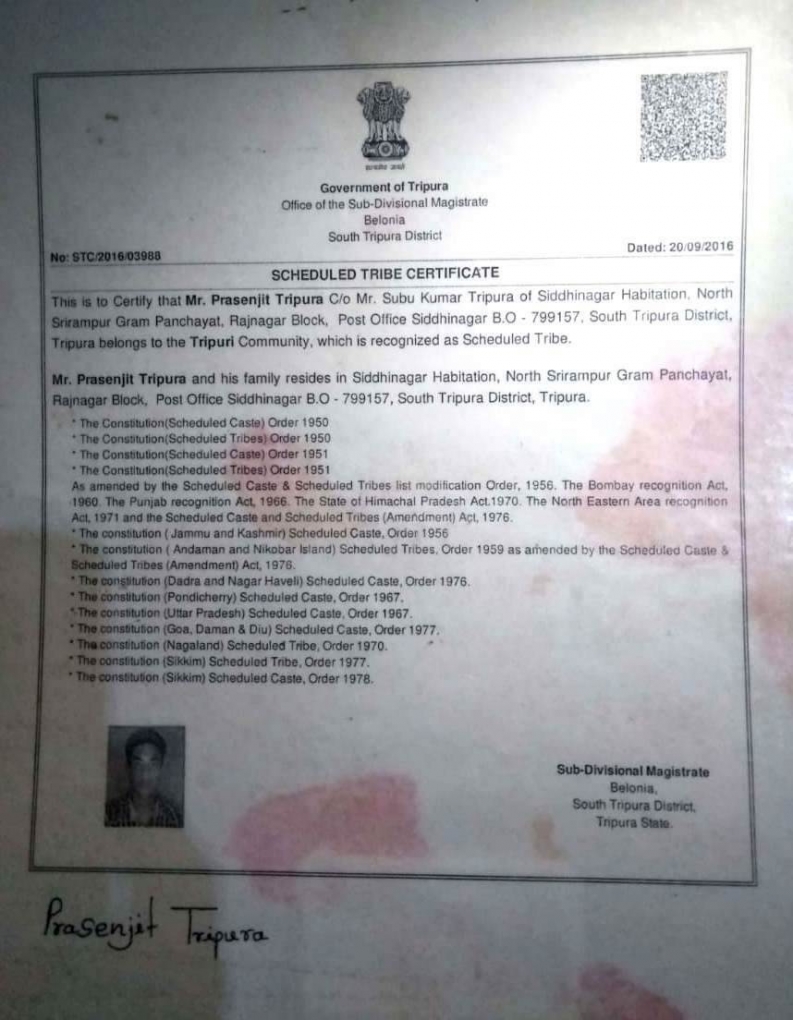 Government of Tripura
Office of the Sub-Divisional Magistrate
Belonia
South Tripura District
No: STC/2016/03988
Dated: 20/09/2016
SCHEDULED TRIBE CERTIFICATE
This is to Certify that Mr. Prasenjit Tripura C/o Mr. Subu Kumar Tripura of Siddhinagar Habitation, North
Srirampur Gram Panchayat, Rajnagar Block, Post Office Siddhinagar B.O - 799157, South Tripura District,
Tripura belongs to the Tripuri Community, which is recognized as Scheduled Tribe.
Mr. Prasenjit Tripura and his family resides in Siddhinagar Habitation, North Srirampur Gram Panchayat,
Rajnagar Block, Post Office Siddhinagar B.O - 799157, South Tripura District, Tripura.
* The Constitution(Scheduled Caste) Order 1950
* The Constitution(Scheduled Tribes) Order 1950
* The Constitution(Scheduled Caste) Order 1951
* The Constitution(Scheduled Tribes) Order 1951
As amended by the Scheduled Caste & Scheduled Tribes list modification Order, 1956. The Bombay recognition Act,
1960. The Punjab recognition Act, 1966. The State of Himachal Pradesh Act.1970. The North Eastern Area recognition
Act, 1971 and the Scheduled Caste and Scheduled Tribes (Amendment) Act, 1976.
* The constitution ( Jammu and Kashmir) Scheduled Caste, Order 1956
* The constitution ( Andaman and Nikobar Island) Scheduled Tribes, Order 1959 as amended by the Scheduled Caste &
Scheduled Tribes (Amendment) Act, 1976.
* The constitution (Dadra and Nagar Haveli) Scheduled Caste, Order 1976.
* The constitution (Pondicherry) Scheduled Caste, Order 1967.
* The constitution (Uttar Pradesh) Scheduled Caste, Order 1967.
* The constitution (Goa, Daman & Diu) Scheduled Caste, Order 1977.
* The constitution (Nagaland) Scheduled Tribe, Order 1970.
* The constitution (Sikkim) Scheduled Tribe, Order 1977.
* The constitution (Sikkim) Scheduled Caste, Order 1978.
Sub-Divisional Magistrate
Belonia,
South Tripura District,
Tripura State.
Prasenjit Tripura